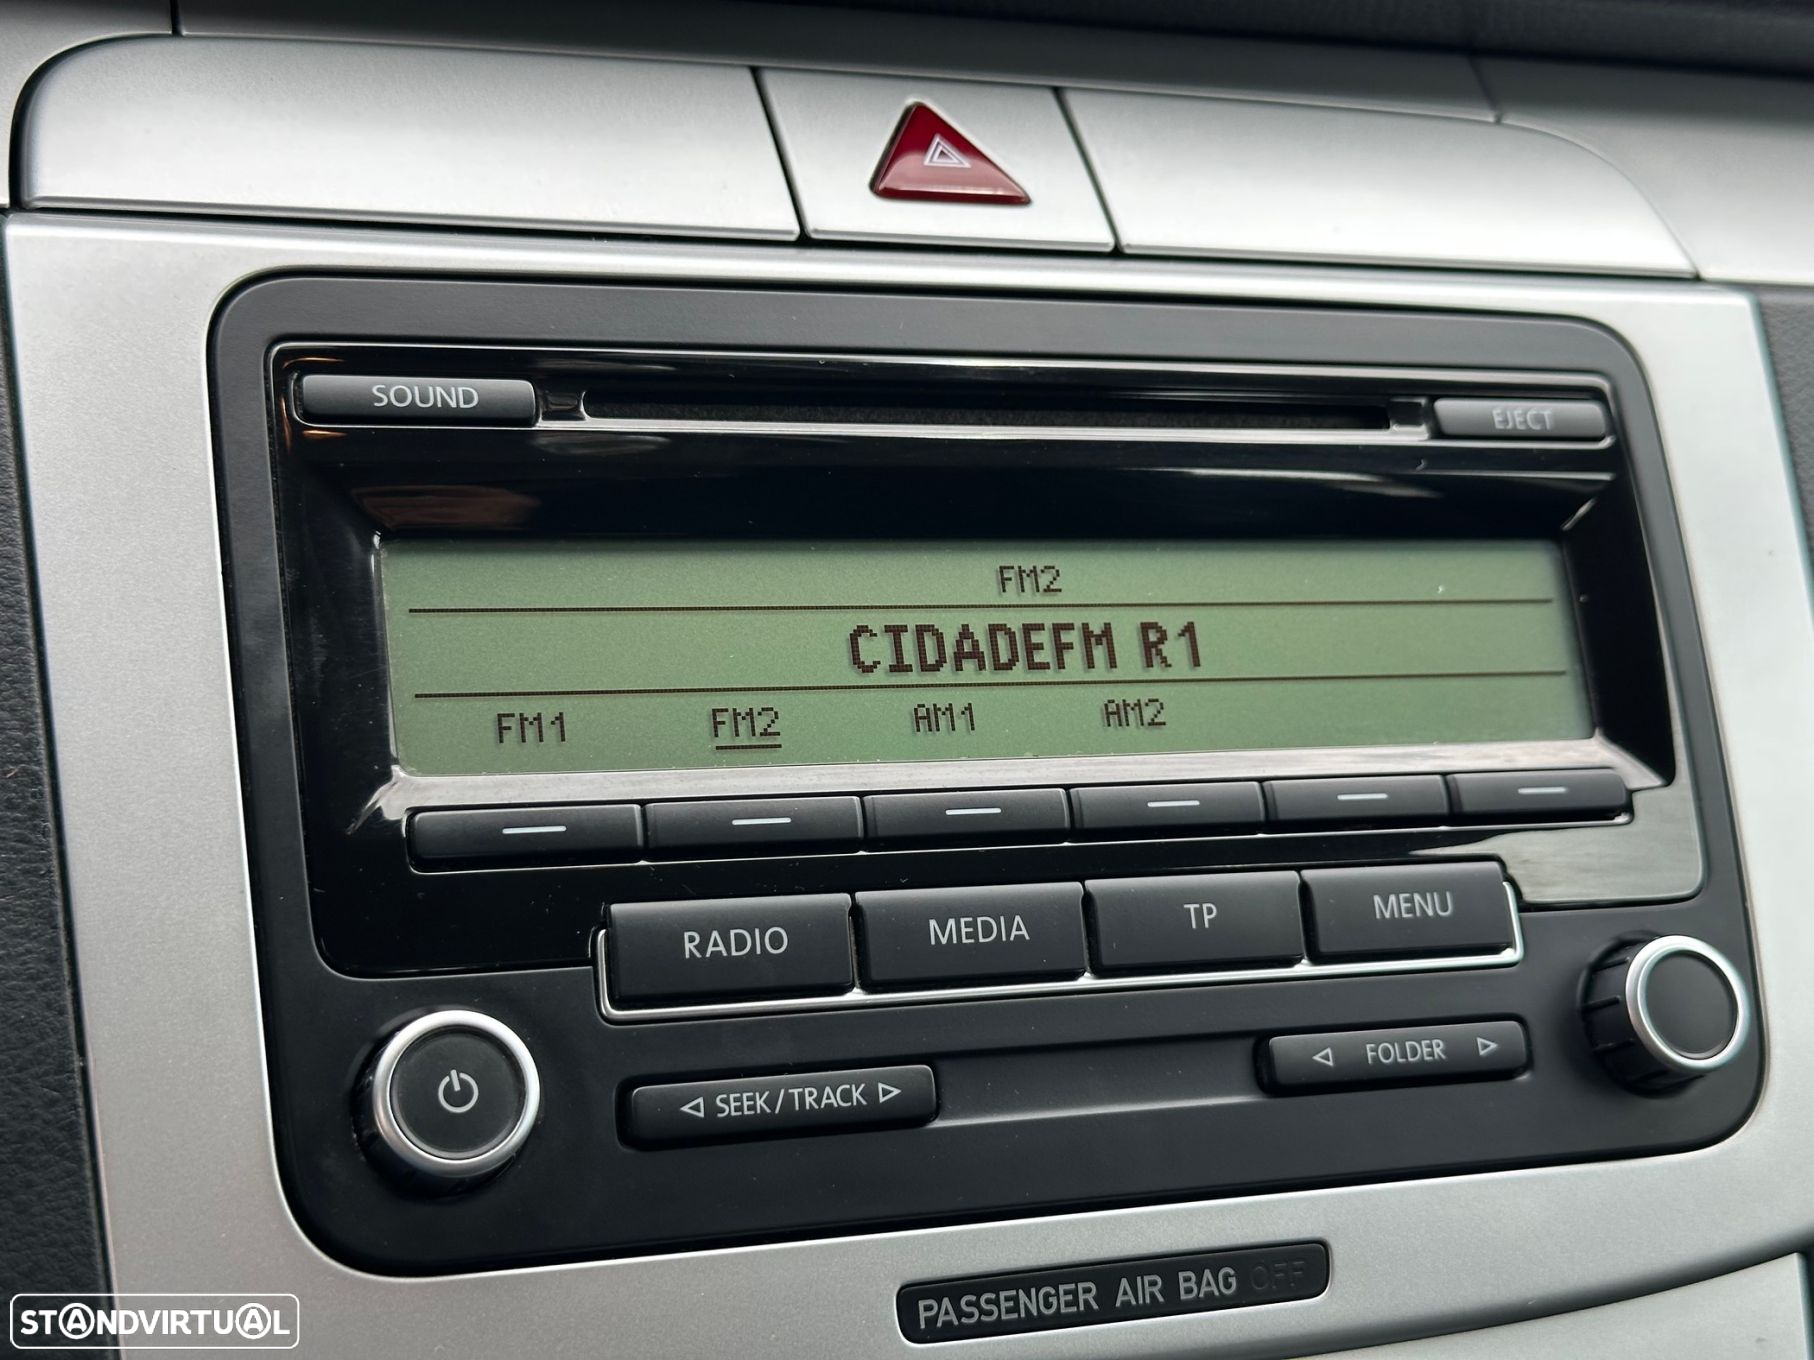 SOUND
EJECT
FM2
CIDADEFM R1
FM1 FM2 AM1 AM2
RADIO MEDIA TP MENU
SEEK/TRACK
FOLDER
PASSENGER AIR BAG OFF
STANDVIRTUAL